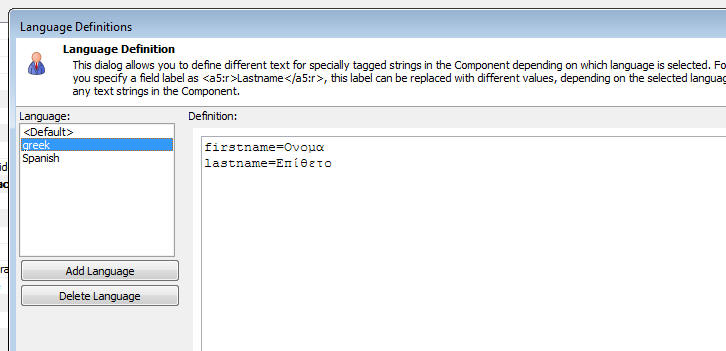 Language Definitions
Language Definition
This dialog allows you to define different text for specially tagged strings in the Component depending on which language is selected. Fo
you specify a field label as <a5:r>Lastname</a5:r>, this label can be replaced with different values, depending on the selected languag
any text strings in the Component.
Language:
Definition:
<Default>
greek
Spanish
firstname=Ονομα
lastname=Επίθετο
Add Language
Delete Language